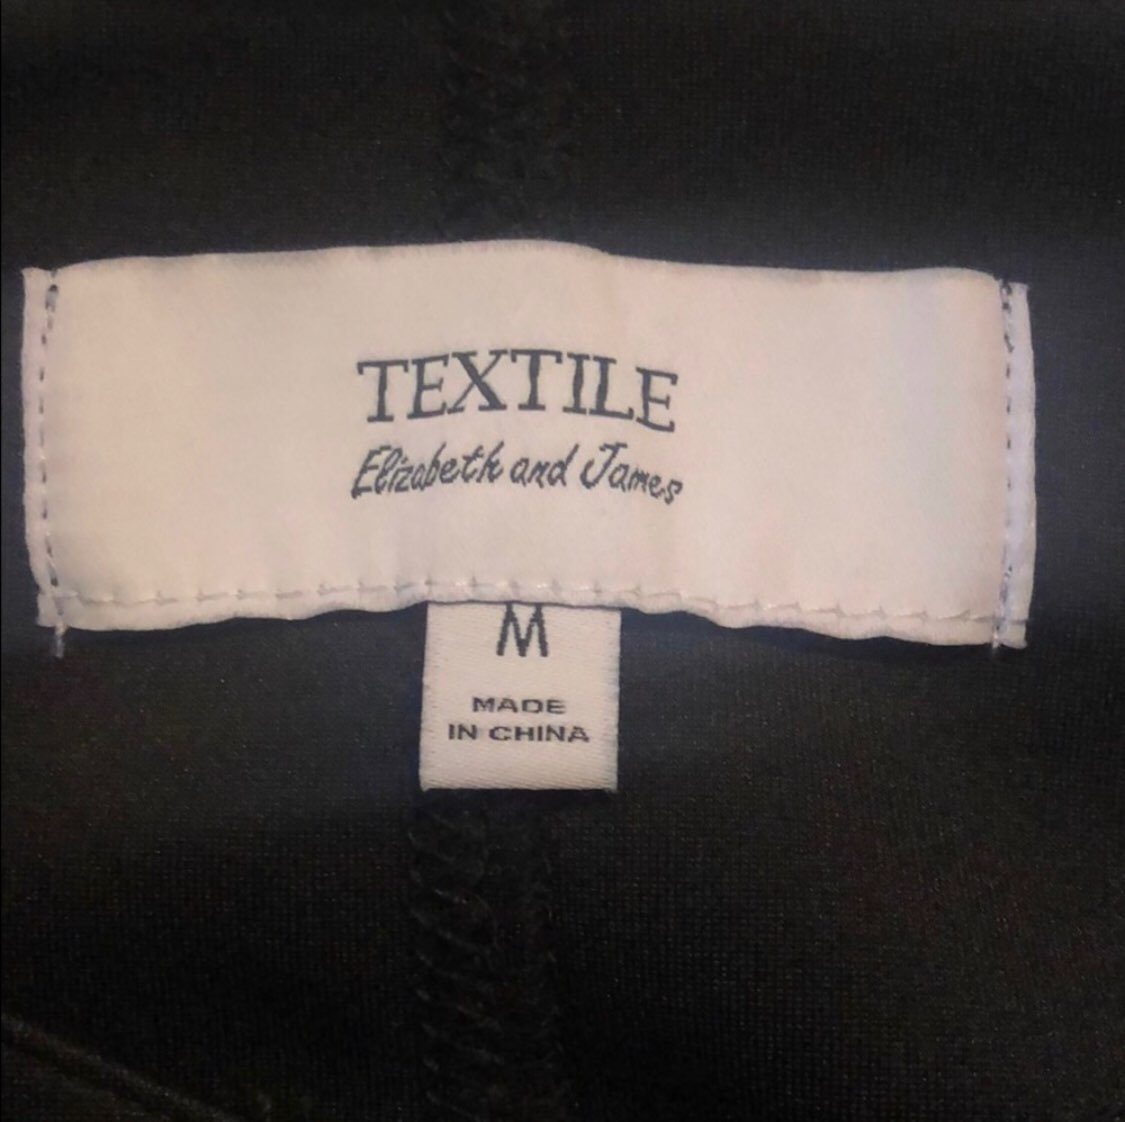 TEXTILE
Elizabeth and James
M
MADE
IN CHINA